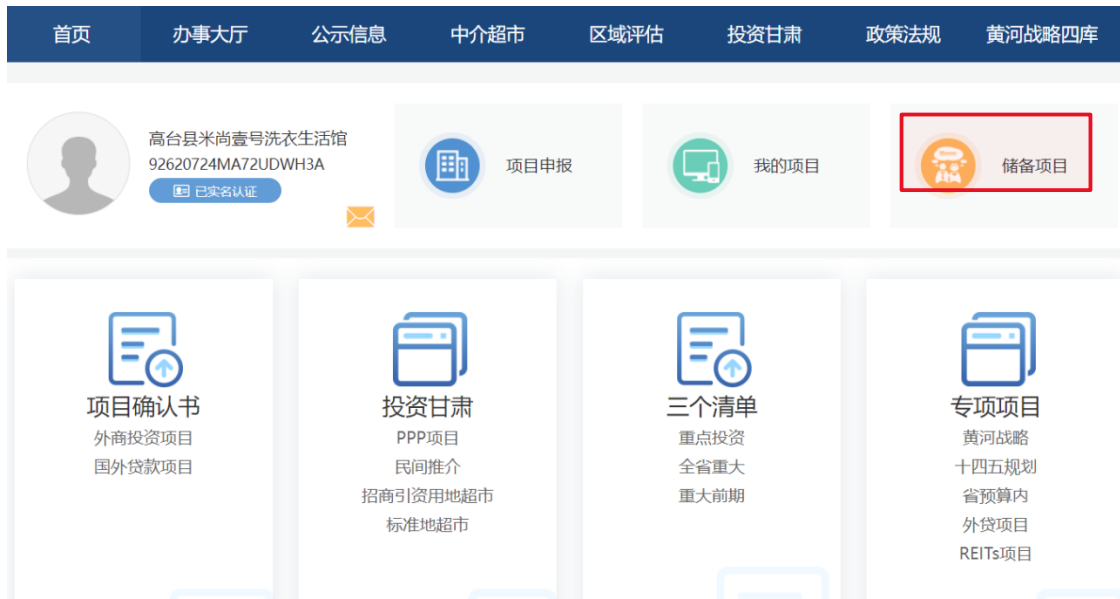 首页 办事大厅 公示信息 中介超市 区域评估 投资甘肃 政策法规 黄河战略四库
高台县米尚壹号洗衣生活馆
92620724MA72UDWH3A
已实名认证
项目申报
我的项目
储备项目
项目确认书
外商投资项目
国外贷款项目
投资甘肃
PPP项目
民间推介
招商引资用地超市
标准地超市
三个清单
重点投资
全省重大
重大前期
专项项目
黄河战略
十四五规划
省预算内
外贷项目
REITs项目